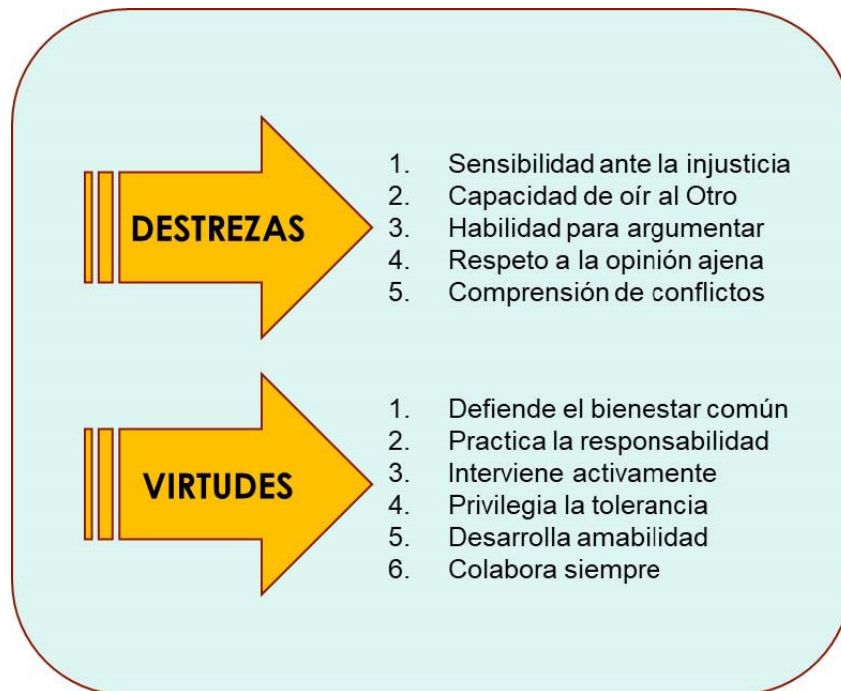 DESTREZAS
1. Sensibilidad ante la injusticia
2. Capacidad de oír al Otro
3. Habilidad para argumentar
4. Respeto a la opinión ajena
5. Comprensión de conflictos
VIRTUDES
1. Defiende el bienestar común
2. Practica la responsabilidad
3. Interviene activamente
4. Privilegia la tolerancia
5. Desarrolla amabilidad
6. Colabora siempre